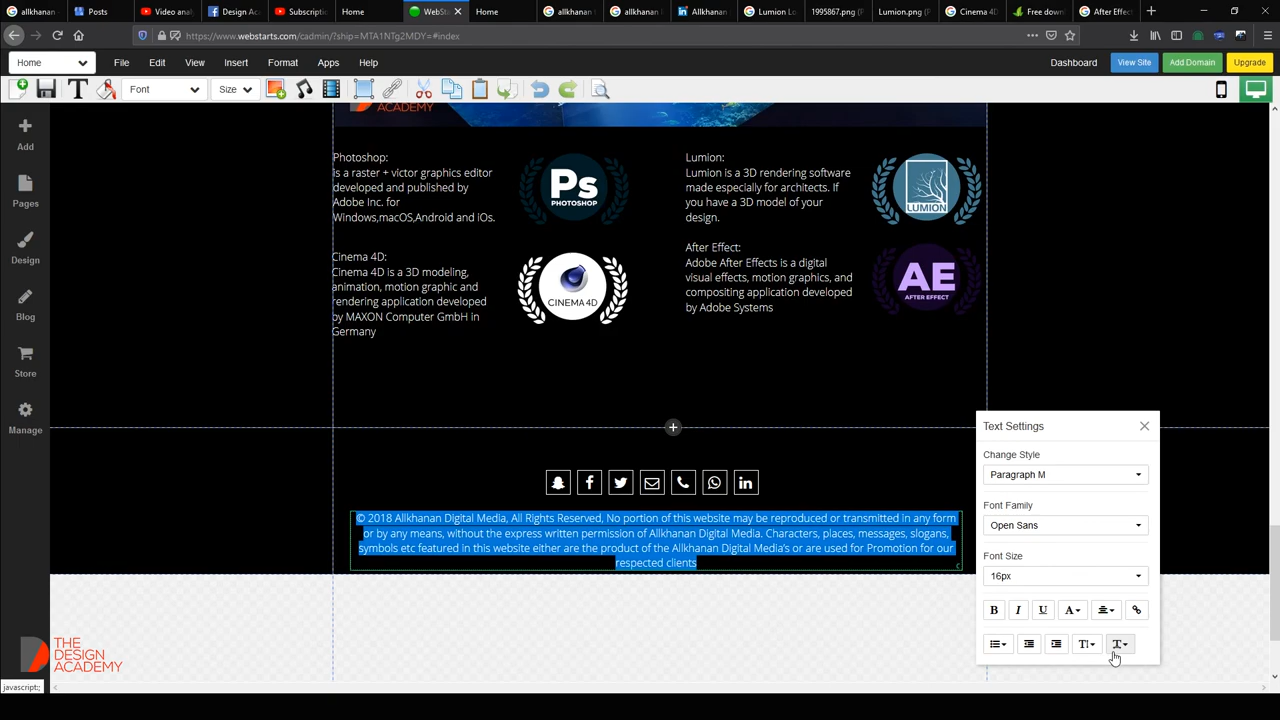 allkhanan
Posts
Video ana
Design Ac
Subscripti
Home
WebSta
Home
allkhanan
allkhanan
Allkhanan
Lumion Lo
1995867.png (
Lumion.png (
Cinema 4D
Free down
After Effect
https://www.webstarts.com/cadmin/?ship=MTA1NTg2MDY=#index
Home
File
Edit
View
Insert
Format
Apps
Help
Dashboard
View Site
Add Domain
Upgrade
Font
Size
Add
Pages
Design
Blog
Store
Manage
ACADEMY
Photoshop:
is a raster + victor graphics editor
developed and published by
Adobe Inc. for
Windows,macOS,Android and iOs.
Ps
PHOTOSHOP
Lumion:
Lumion is a 3D rendering software
made especially for architects. If
you have a 3D model of your
design.
LUMION
Cinema 4D:
Cinema 4D is a 3D modeling,
animation, motion graphic and
rendering application developed
by MAXON Computer GmbH in
Germany
CINEMA 4D
After Effect:
Adobe After Effects is a digital
visual effects, motion graphics, and
compositing application developed
by Adobe Systems
AE
AFTER EFFECT
© 2018 Allkhanan Digital Media, All Rights Reserved, No portion of this website may be reproduced or transmitted in any form
or by any means, without the express written permission of Allkhanan Digital Media. Characters, places, messages, slogans,
symbols etc featured in this website either are the product of the Allkhanan Digital Media's or are used for Promotion for our
respected clients
Text Settings
Change Style
Paragraph M
Font Family
Open Sans
Font Size
16px
B I U A
THE
DESIGN
ACADEMY
javascript:;